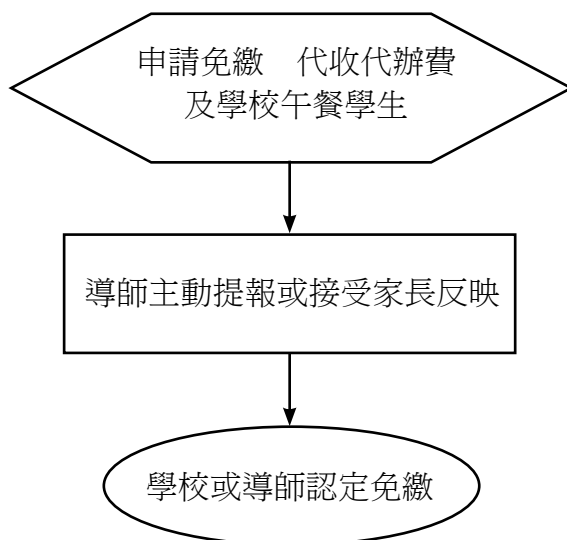 申請免繳　代收代辦費
及學校午餐學生
導師主動提報或接受家長反映
學校或導師認定免繳